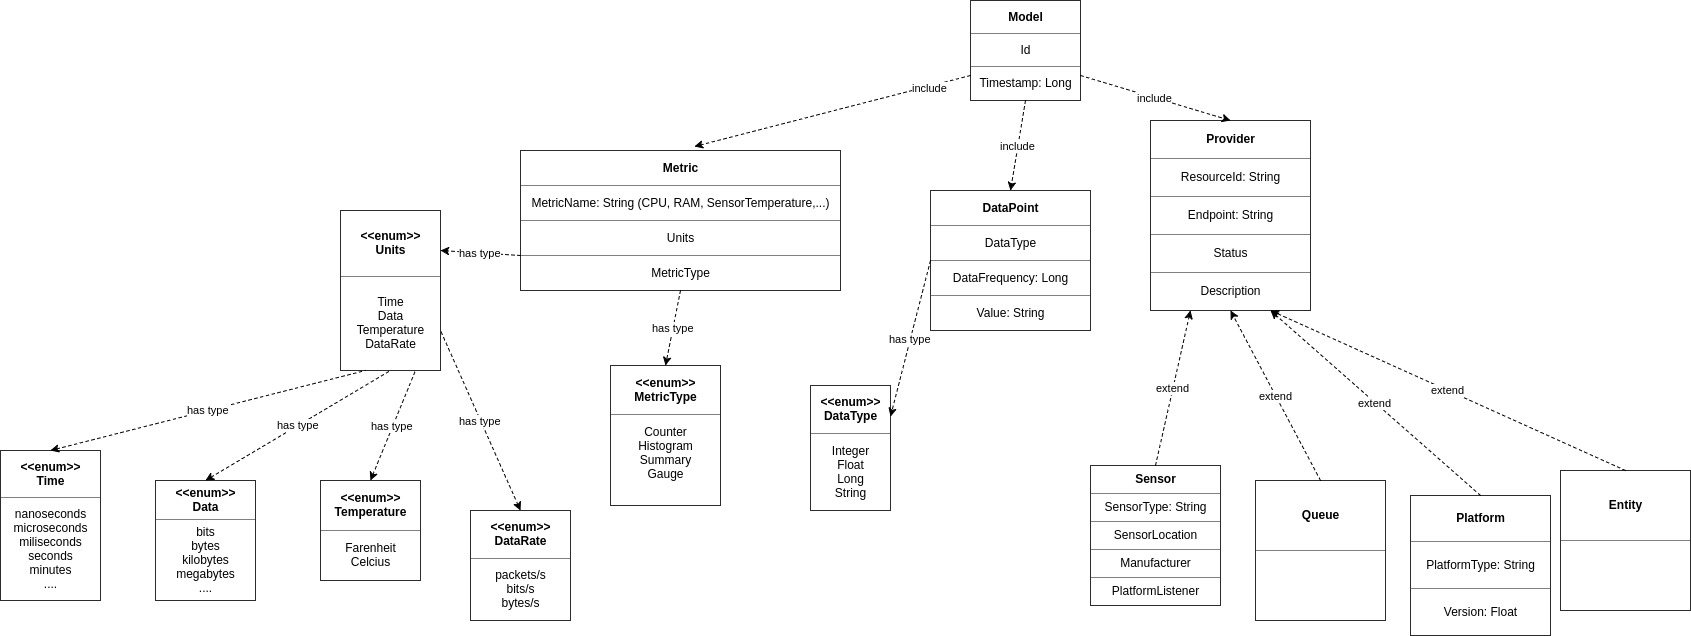 Model
Id
Timestamp: Long
include
include
include
Metric
MetricName: String (CPU, RAM, SensorTemperature,...)
Units
MetricType
DataPoint
DataType
DataFrequency: Long
Value: String
Provider
ResourceId: String
Endpoint: String
Status
Description
<<enum>>
Units
Time
Data
Temperature
DataRate
has type
has type
has type
has type
has type
has type
has type
<<enum>>
MetricType
Counter
Histogram
Summary
Gauge
<<enum>>
DataType
Integer
Float
Long
String
extend
extend
extend
extend
<<enum>>
Time
nanoseconds
microseconds
miliseconds
seconds
minutes
....
<<enum>>
Data
bits
bytes
kilobytes
megabytes
....
<<enum>>
Temperature
Farenheit
Celcius
<<enum>>
DataRate
packets/s
bits/s
bytes/s
Sensor
SensorType: String
SensorLocation
Manufacturer
PlatformListener
Queue
Platform
PlatformType: String
Version: Float
Entity